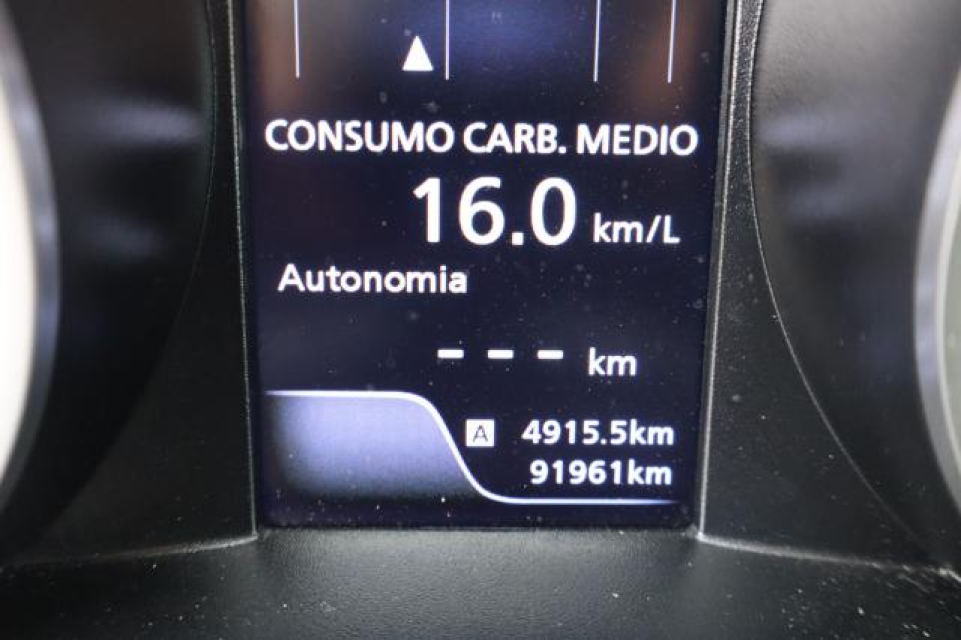 CONSUMO CARB. MEDIO
16.0 km/L
Autonomia
--- km
A 4915.5km
91961km